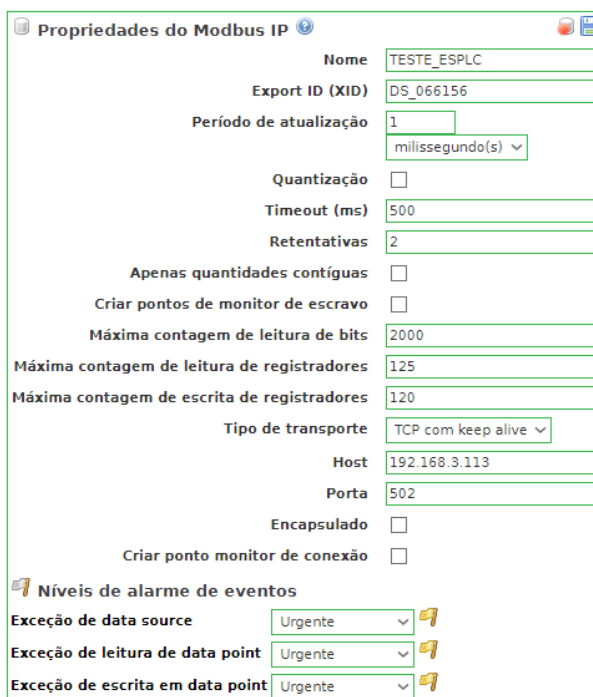 Propriedades do Modbus IP
Nome TESTE_ESPLC
Export ID (XID) DS_066156
Período de atualização 1
milissegundo(s)
Quantização
Timeout (ms) 500
Retentativas 2
Apenas quantidades contíguas
Criar pontos de monitor de escravo
Máxima contagem de leitura de bits 2000
Máxima contagem de leitura de registradores 125
Máxima contagem de escrita de registradores 120
Tipo de transporte TCP com keep alive
Host 192.168.3.113
Porta 502
Encapsulado
Criar ponto monitor de conexão
Níveis de alarme de eventos
Exceção de data source Urgente
Exceção de leitura de data point Urgente
Exceção de escrita em data point Urgente